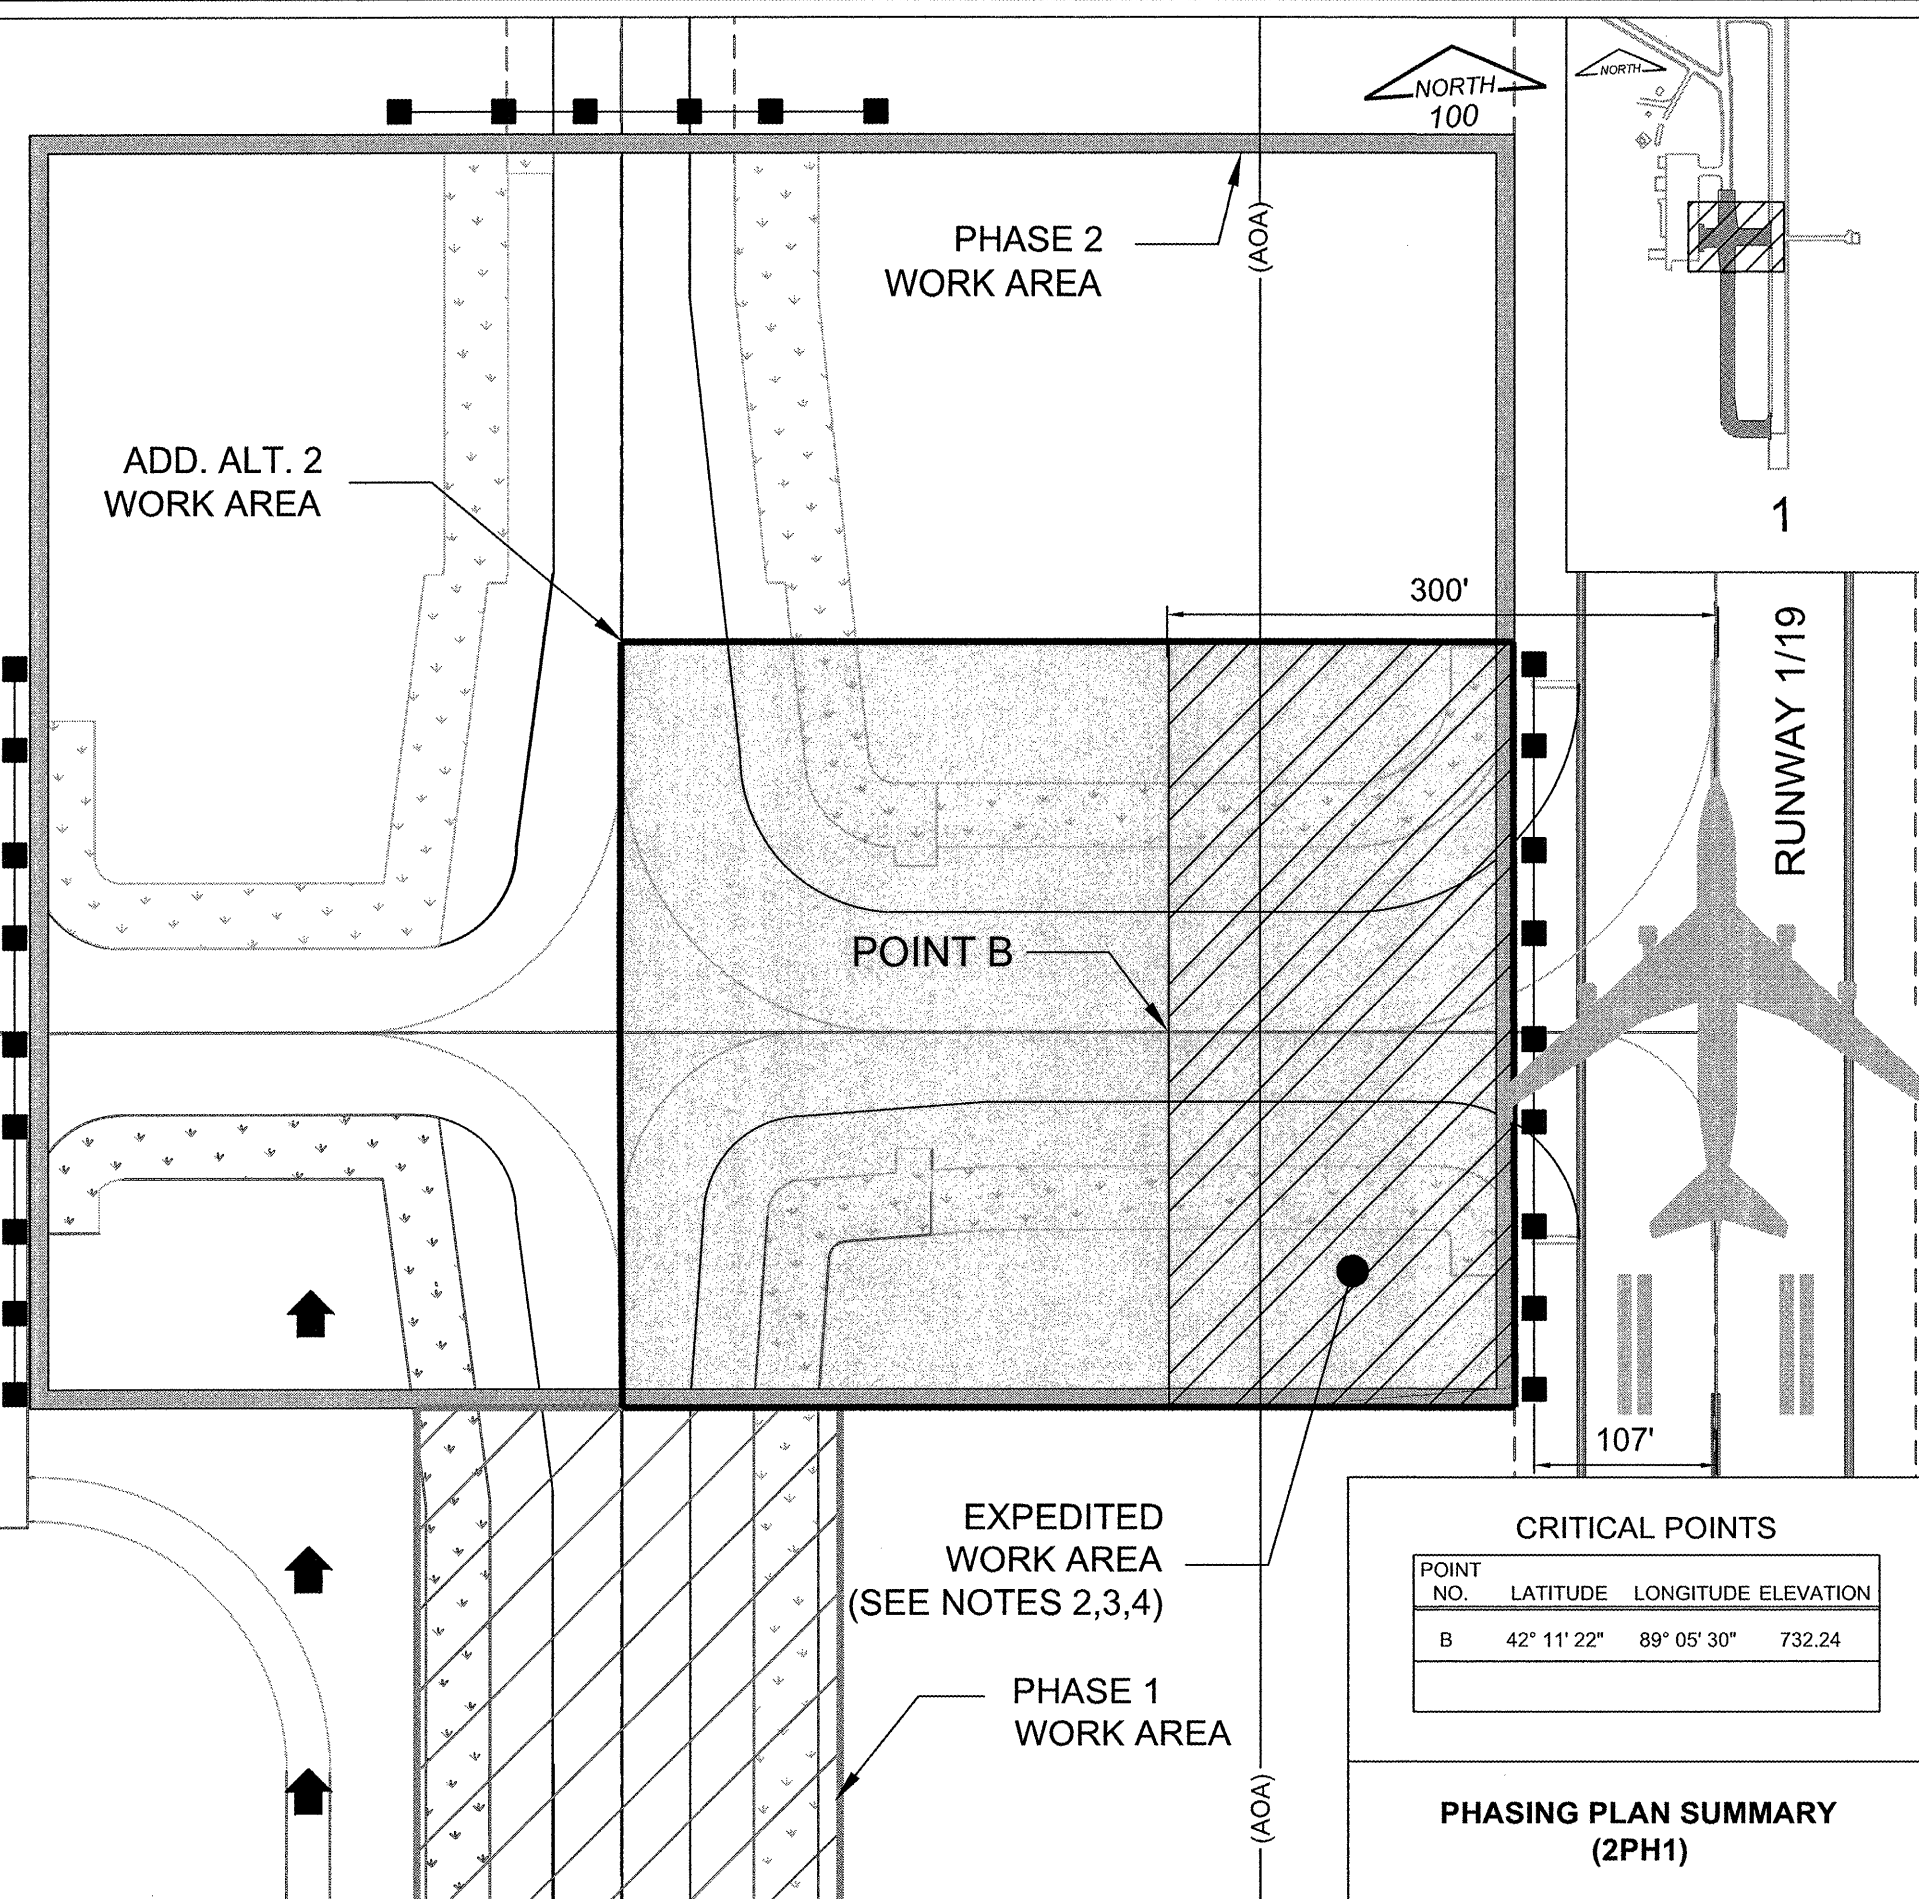 NORTH
100
NORTH
PHASE 2
WORK AREA
(AOA)
ADD. ALT. 2
WORK AREA
1
300'
RUNWAY 1/19
POINT B
107'
EXPEDITED
WORK AREA
(SEE NOTES 2,3,4)
PHASE 1
WORK AREA
(AOA)
CRITICAL POINTS
POINT
NO. LATITUDE LONGITUDE ELEVATION
B 42° 11' 22" 89° 05' 30" 732.24
PHASING PLAN SUMMARY
(2PH1)